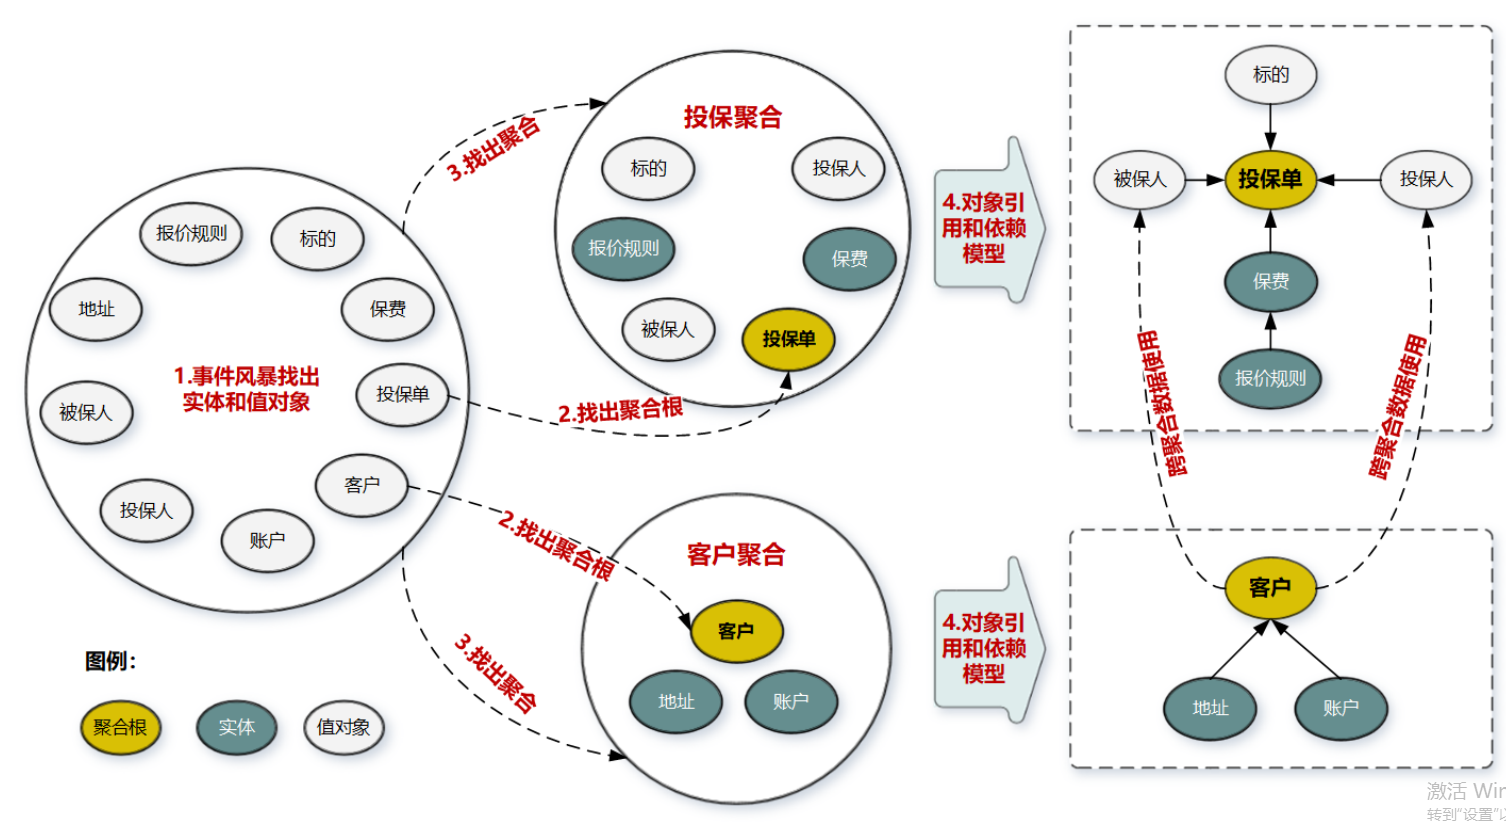 报价规则
标的
地址
保费
1.事件风暴找出
实体和值对象
投保单
被保人
客户
投保人
账户
图例：
聚合根
实体
值对象
3.找出聚合
2.找出聚合根
2.找出聚合根
3.找出聚合
投保聚合
标的
投保人
报价规则
保费
被保人
投保单
客户聚合
客户
地址
账户
4.对象引
用和依赖
模型
4.对象引
用和依赖
模型
标的
被保人
投保单
投保人
保费
报价规则
跨聚合数据使用
跨聚合数据使用
客户
地址
账户
激活 Win
转到"设置"以